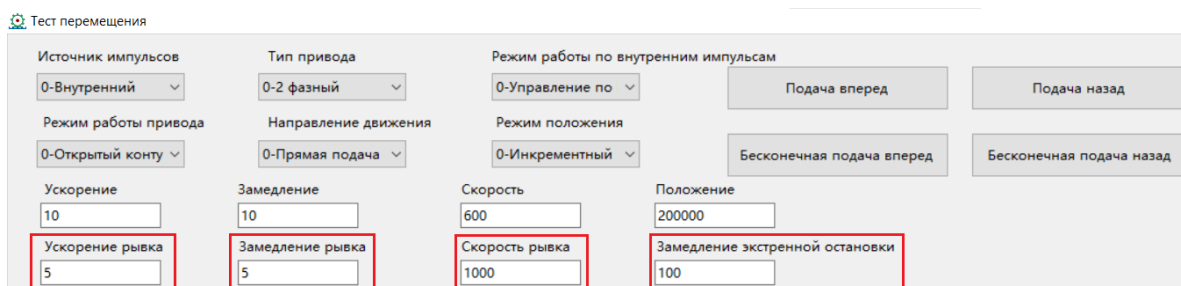 Тест перемещения
Источник импульсов Тип привода Режим работы по внутренним импульсам
0-Внутренний 0-2 фазный 0-Управление по Подача вперед Подача назад
Режим работы привода Направление движения Режим положения
0-Открытый конту 0-Прямая подача 0-Инкрементный Бесконечная подача вперед Бесконечная подача назад
Ускорение Замедление Скорость Положение
10 10 600 200000
Ускорение рывка Замедление рывка Скорость рывка Замедление экстренной остановки
5 5 1000 100